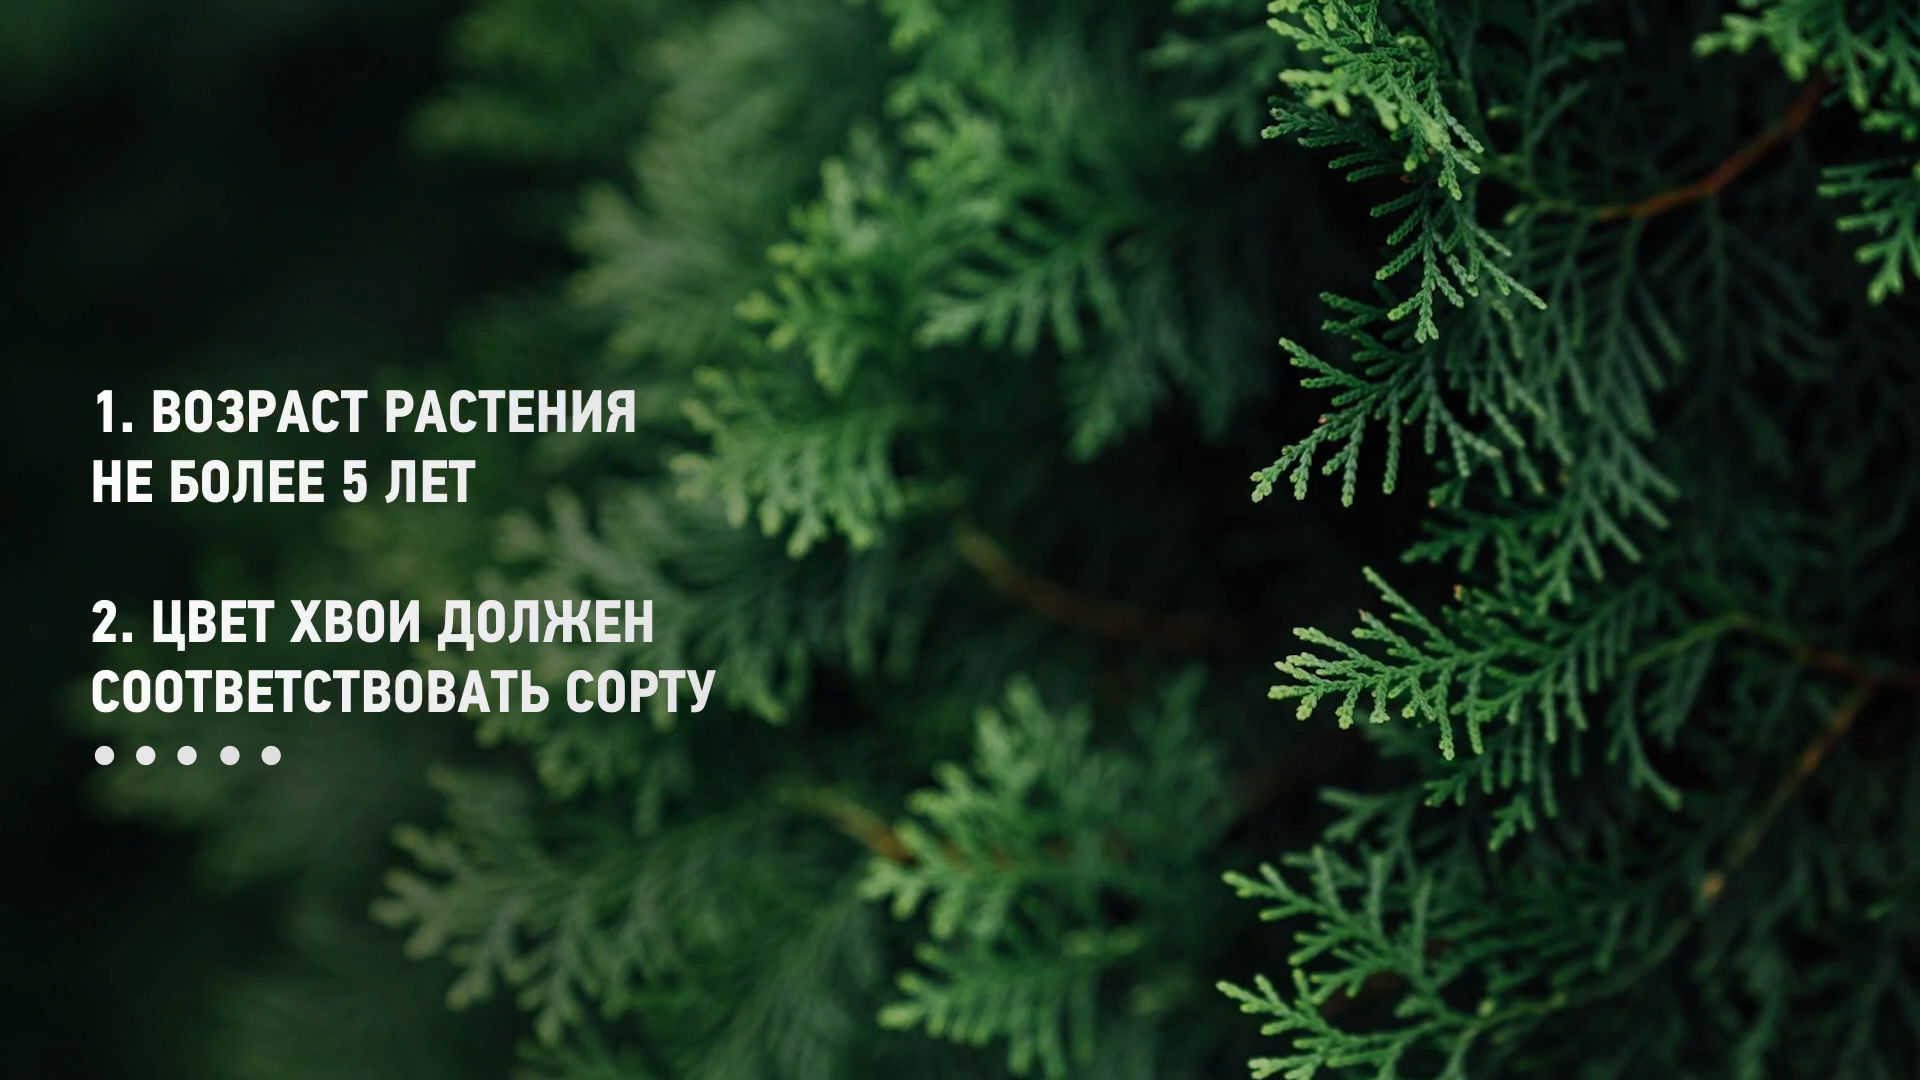 1. ВОЗРАСТ РАСТЕНИЯ
НЕ БОЛЕЕ 5 ЛЕТ
2. ЦВЕТ ХВОИ ДОЛЖЕН
СООТВЕТСТВОВАТЬ СОРТУ